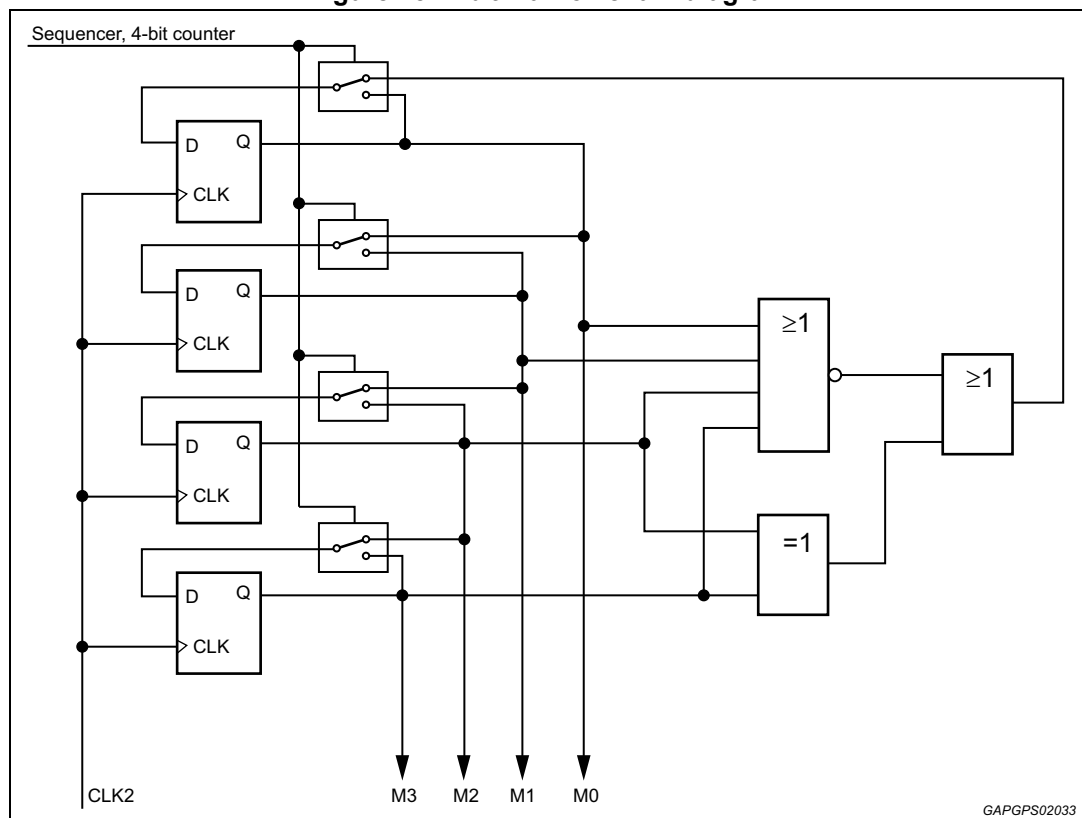 Sequencer, 4-bit counter
D Q
CLK
D Q
CLK
≥1
≥1
D Q
CLK
=1
D Q
CLK
CLK2 M3 M2 M1 M0
GAPGPS02033